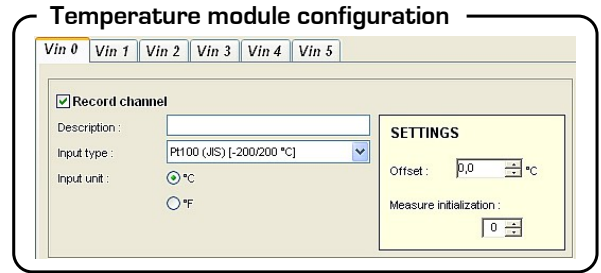 Temperature module configuration
Vin 0 Vin 1 Vin 2 Vin 3 Vin 4 Vin 5
Record channel
Description :
Input type : Pt100 (JIS) [-200/200 °C]
Input unit : °C
°F
SETTINGS
Offset : 0,0 °C
Measure initialization :
0